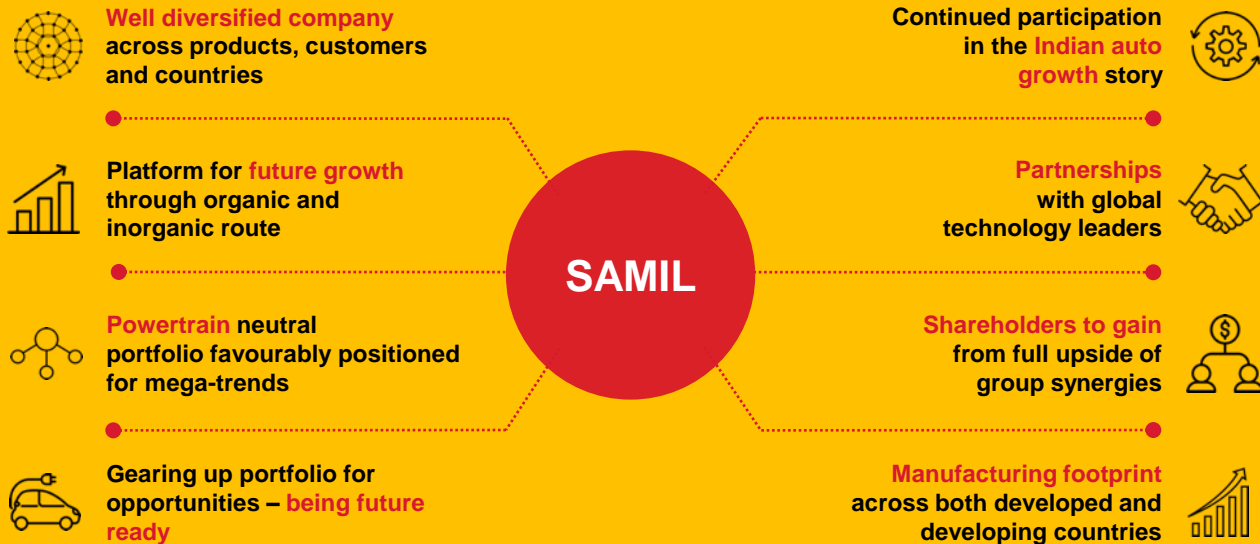 Well diversified company
across products, customers
and countries
Platform for future growth
through organic and
inorganic route
Powertrain neutral
portfolio favourably positioned
for mega-trends
Gearing up portfolio for
opportunities – being future
ready
SAMIL
Continued participation
in the Indian auto
growth story
Partnerships
with global
technology leaders
Shareholders to gain
from full upside of
group synergies
Manufacturing footprint
across both developed and
developing countries